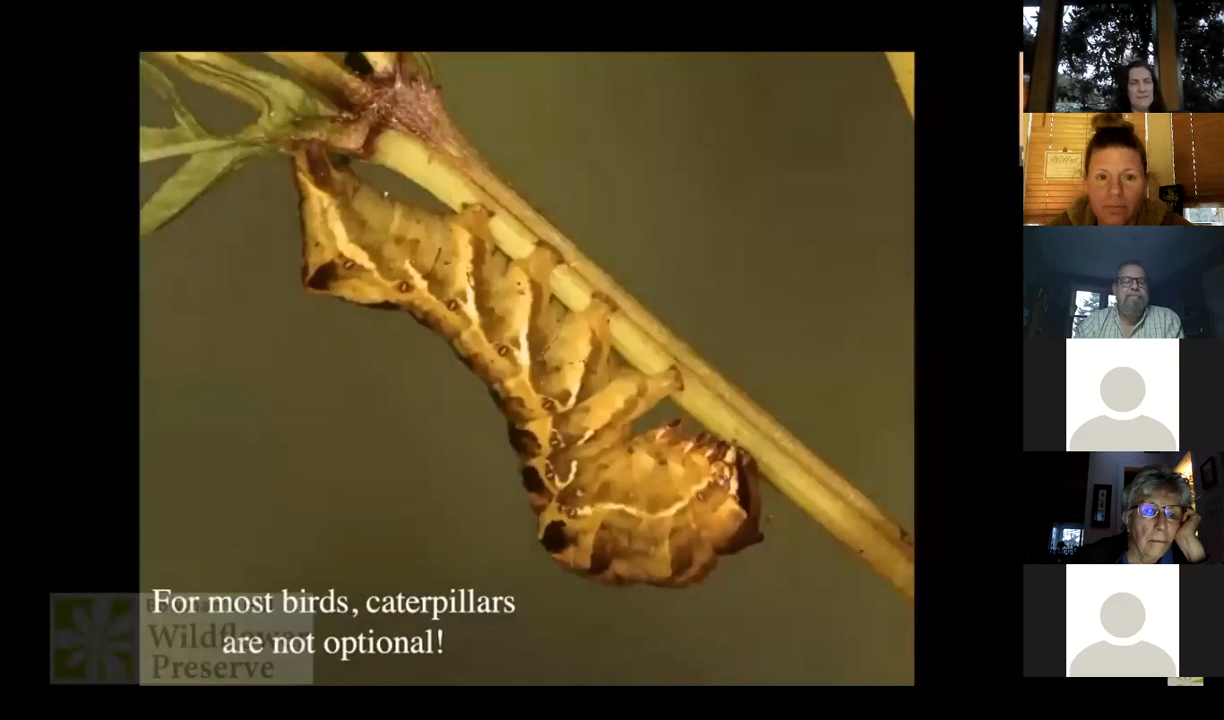 For most birds, caterpillars
are not optional!
Wildflower
Preserve